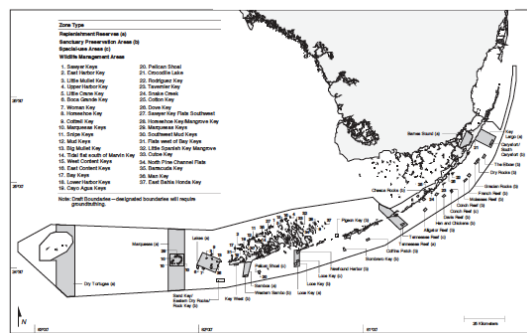 Zone Type
Replenishment Reserves (a)
Sanctuary Preservation Areas (b)
Special-use Areas (c)
Wildlife Management Areas
1. Sawyer Keys
2. East Harbor Key
3. Little Mullet Key
4. Upper Harbor Key
5. Little Crane Key
6. Boca Grande Key
7. Woman Key
8. Horseshoe Key
9. Cottrell Key
10. Marquesas Keys
11. Snipe Keys
12. Mud Keys
13. Big Mullet Key
14. Tidal flat south of Marvin Key
15. West Content Keys
16. East Content Keys
17. Bay Keys
18. Lower Harbor Keys
19. Cayo Agua Keys
20. Pelican Shoal
21. Crocodile Lake
22. Rodriguez Key
23. Tavernier Key
24. Snake Creek
25. Cotton Key
26. Dove Key
27. Sawyer Key Flats Southwest
28. Horseshoe Key Mangrove
29. Marquesas Keys
30. Southwest Mud Keys
31. Flats west of Bay Keys
32. Little Spanish Key Mangrove
33. Cudjoe Key
34. North Pine Channel Flats
35. Barracuda Key
36. Man Key
37. East Bahia Honda Key
Note: Draft Boundaries—designated boundaries will require
groundtruthing.
Barnes Sound
Key
Largo (a)
Carysfort/
South
Carysfort (b)
The Elbow (b)
Dry Rocks (b)
Grecian Rocks (b)
French Reef (b)
Molasses Reef (b)
Conch Reef (b)
Conch Reef (c)
Davis Reef (b)
Hen and Chickens (b)
Alligator Reef (b)
Tennessee Reef (c)
Tennessee Reef (a)
Coffins Patch (b)
Sombrero Key (b)
Cheeca Rocks (b)
Pigeon Key (b)
Newfound Harbor (b)
Looe Key (c)
Looe Key (b)
Looe Key (a)
Pelican Shoal (c)
Sambos (a)
Western Sambo (b)
Key West (b)
Sand Key/
Eastern Dry Rocks/
Rock Key (b)
Marquesas (a)
Dry Tortugas (a)
N
25 Kilometers